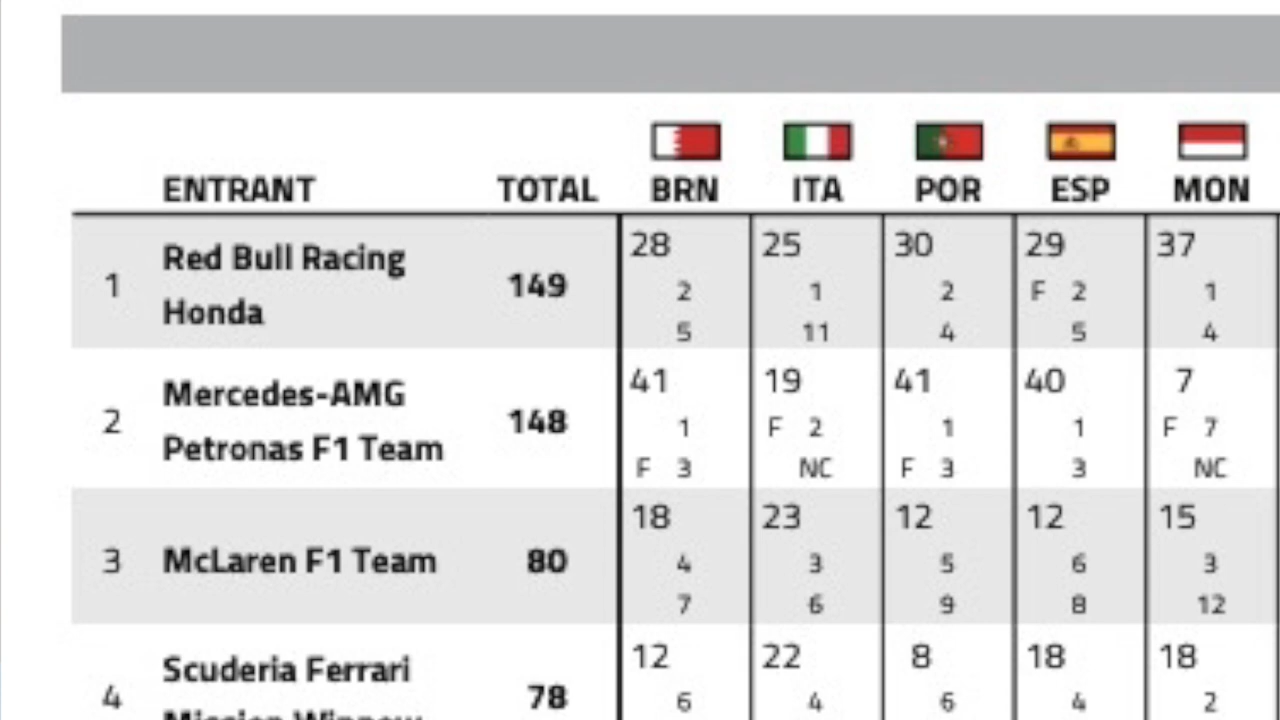 ENTRANT TOTAL BRN ITA POR ESP MON
1 Red Bull Racing Honda 149 28 25 30 29 37
2 1 2 F 2 1
5 11 4 5 4
2 Mercedes-AMG Petronas F1 Team 148 41 19 41 40 7
1 F 2 1 1 F 7
F 3 NC F 3 3 NC
3 McLaren F1 Team 80 18 23 12 12 15
4 3 5 6 3
7 6 9 8 12
4 Scuderia Ferrari Mission Winnow 78 12 22 8 18 18
6 4 6 4 2